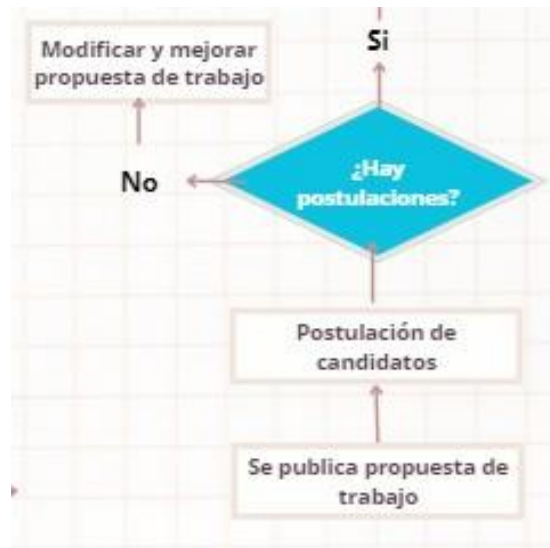 Modificar y mejorar
propuesta de trabajo
Si
No
¿Hay
postulaciones?
Postulación de
candidatos
Se publica propuesta de
trabajo